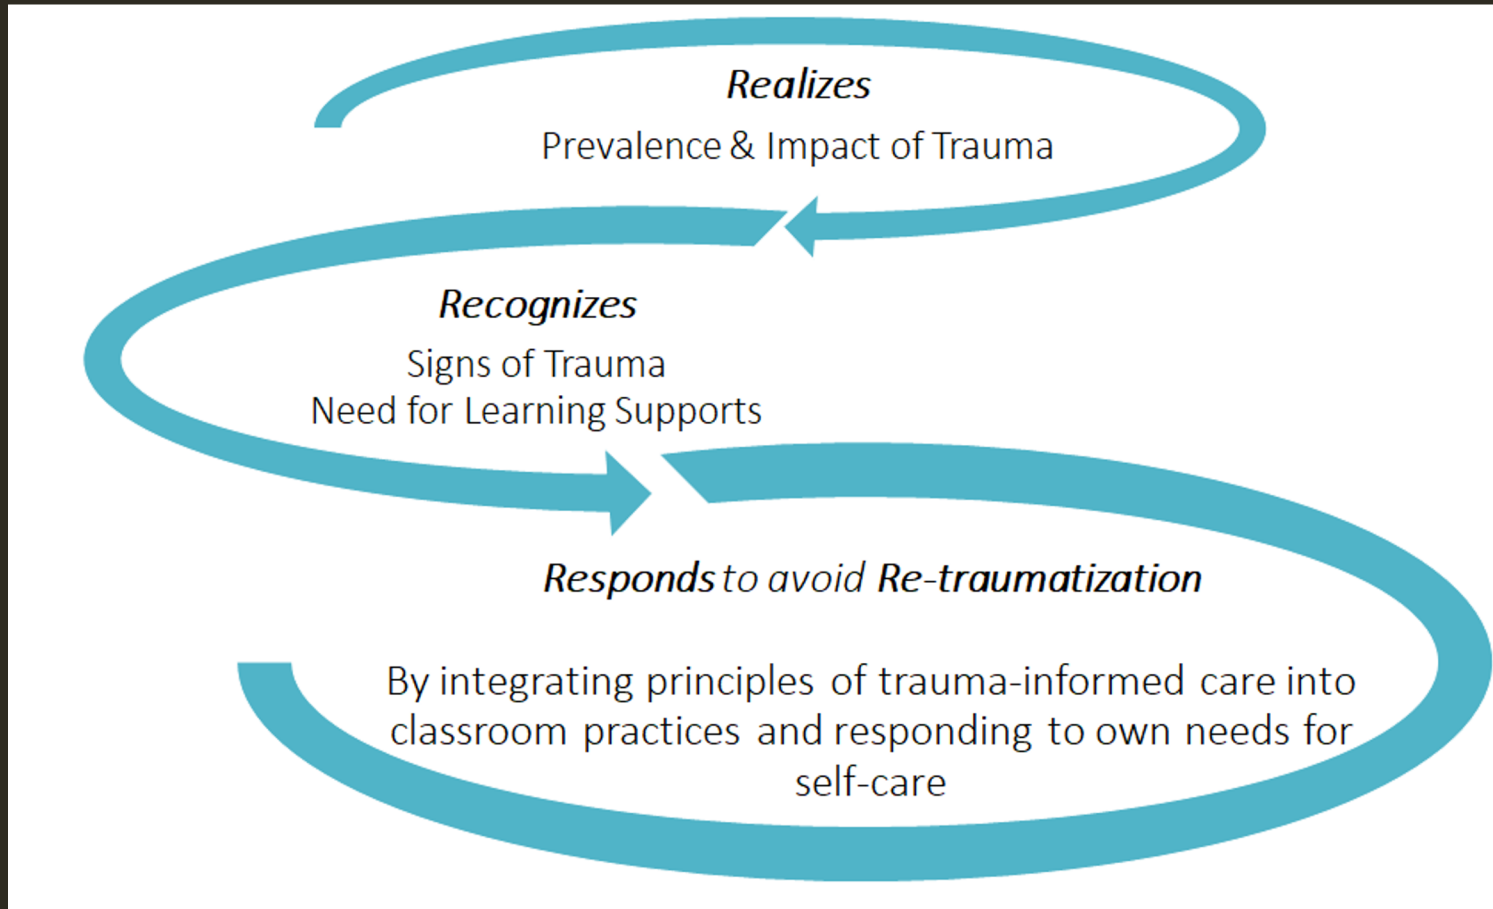 Realizes
Prevalence & Impact of Trauma
Recognizes
Signs of Trauma
Need for Learning Supports
Responds to avoid Re-traumatization
By integrating principles of trauma-informed care into
classroom practices and responding to own needs for
self-care